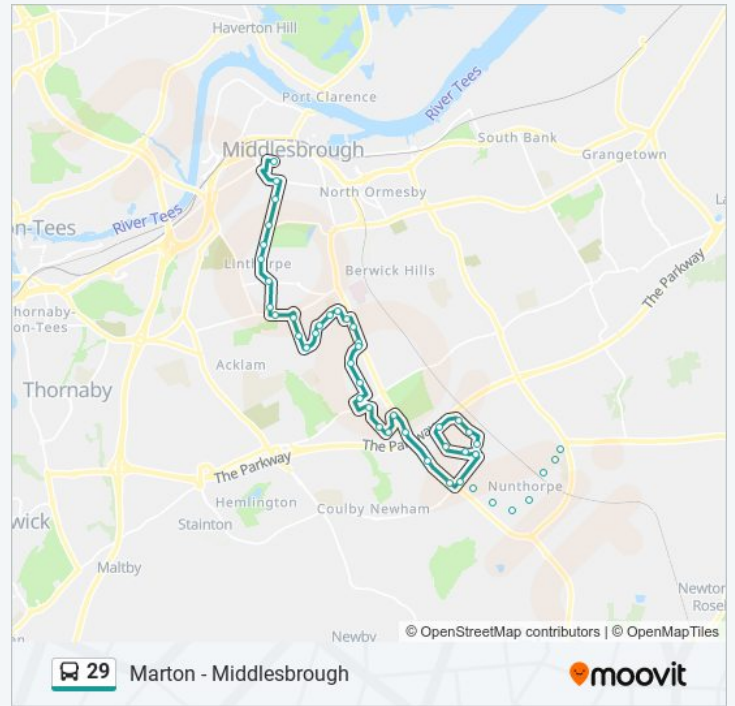 Haverton Hill
Port Clarence
River Tees
South Bank
Middlesbrough
Grangetown
North Ormesby
La
on-Tees
River Tees
Linthorpe
Berwick Hills
The Parkway
hornaby-
on-Tees
Acklam
Thornaby
The Parkway
The Parkway
Nunthorpe
Hemlington
Coulby Newham
wick
Stainton
Maltby
Newton
Rosel
Newby
© OpenStreetMap contributors | © OpenMapTiles
29 Marton - Middlesbrough
moovit